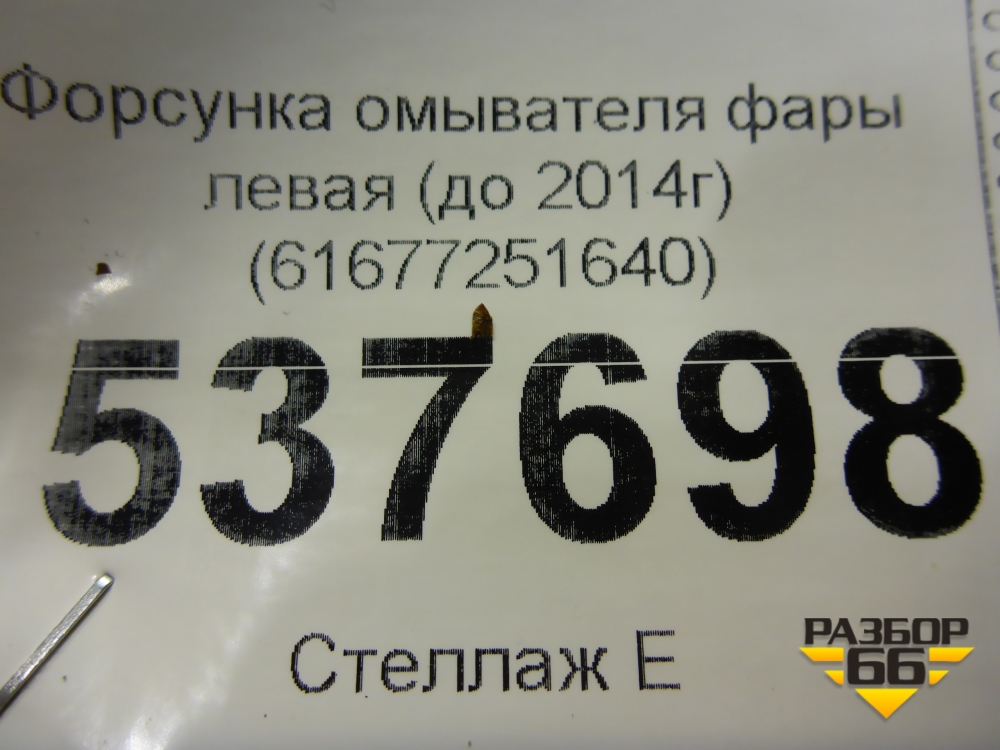 Форсунка омывателя фары
левая (до 2014г)
(61677251640)
537698
Стеллаж Е
РАЗБОР
66